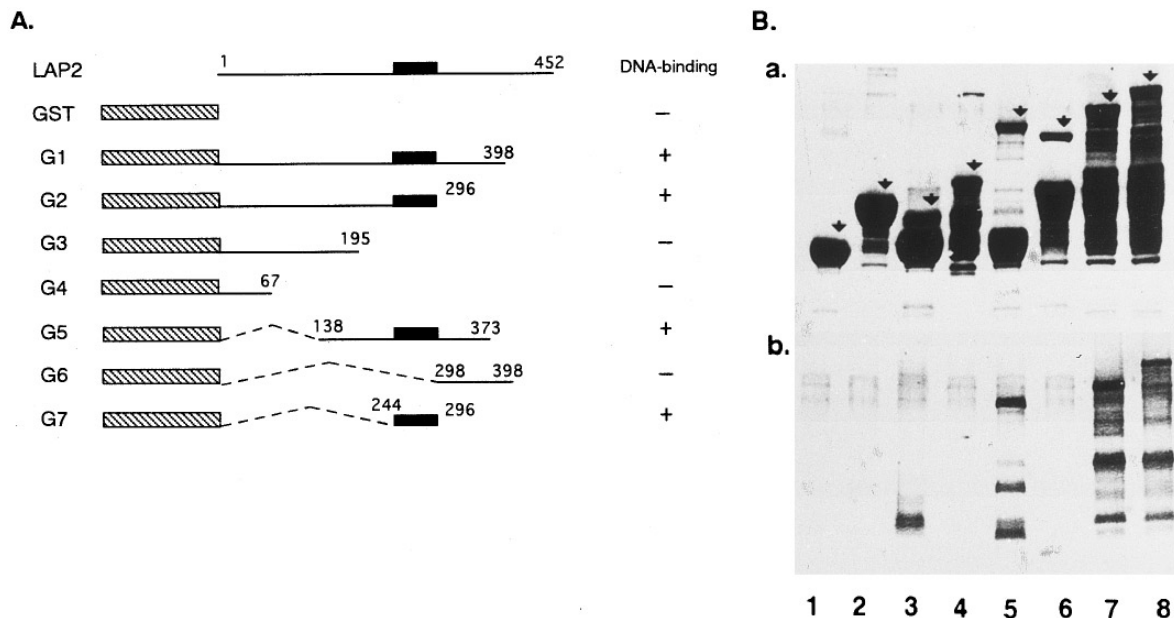 A.
B.
1
452
LAP2
DNA-binding
a.
GST
−
G1
398
+
G2
296
+
G3
195
−
G4
67
−
G5
138
373
+
b.
G6
298
398
−
G7
244
296
+
1 2 3 4 5 6 7 8